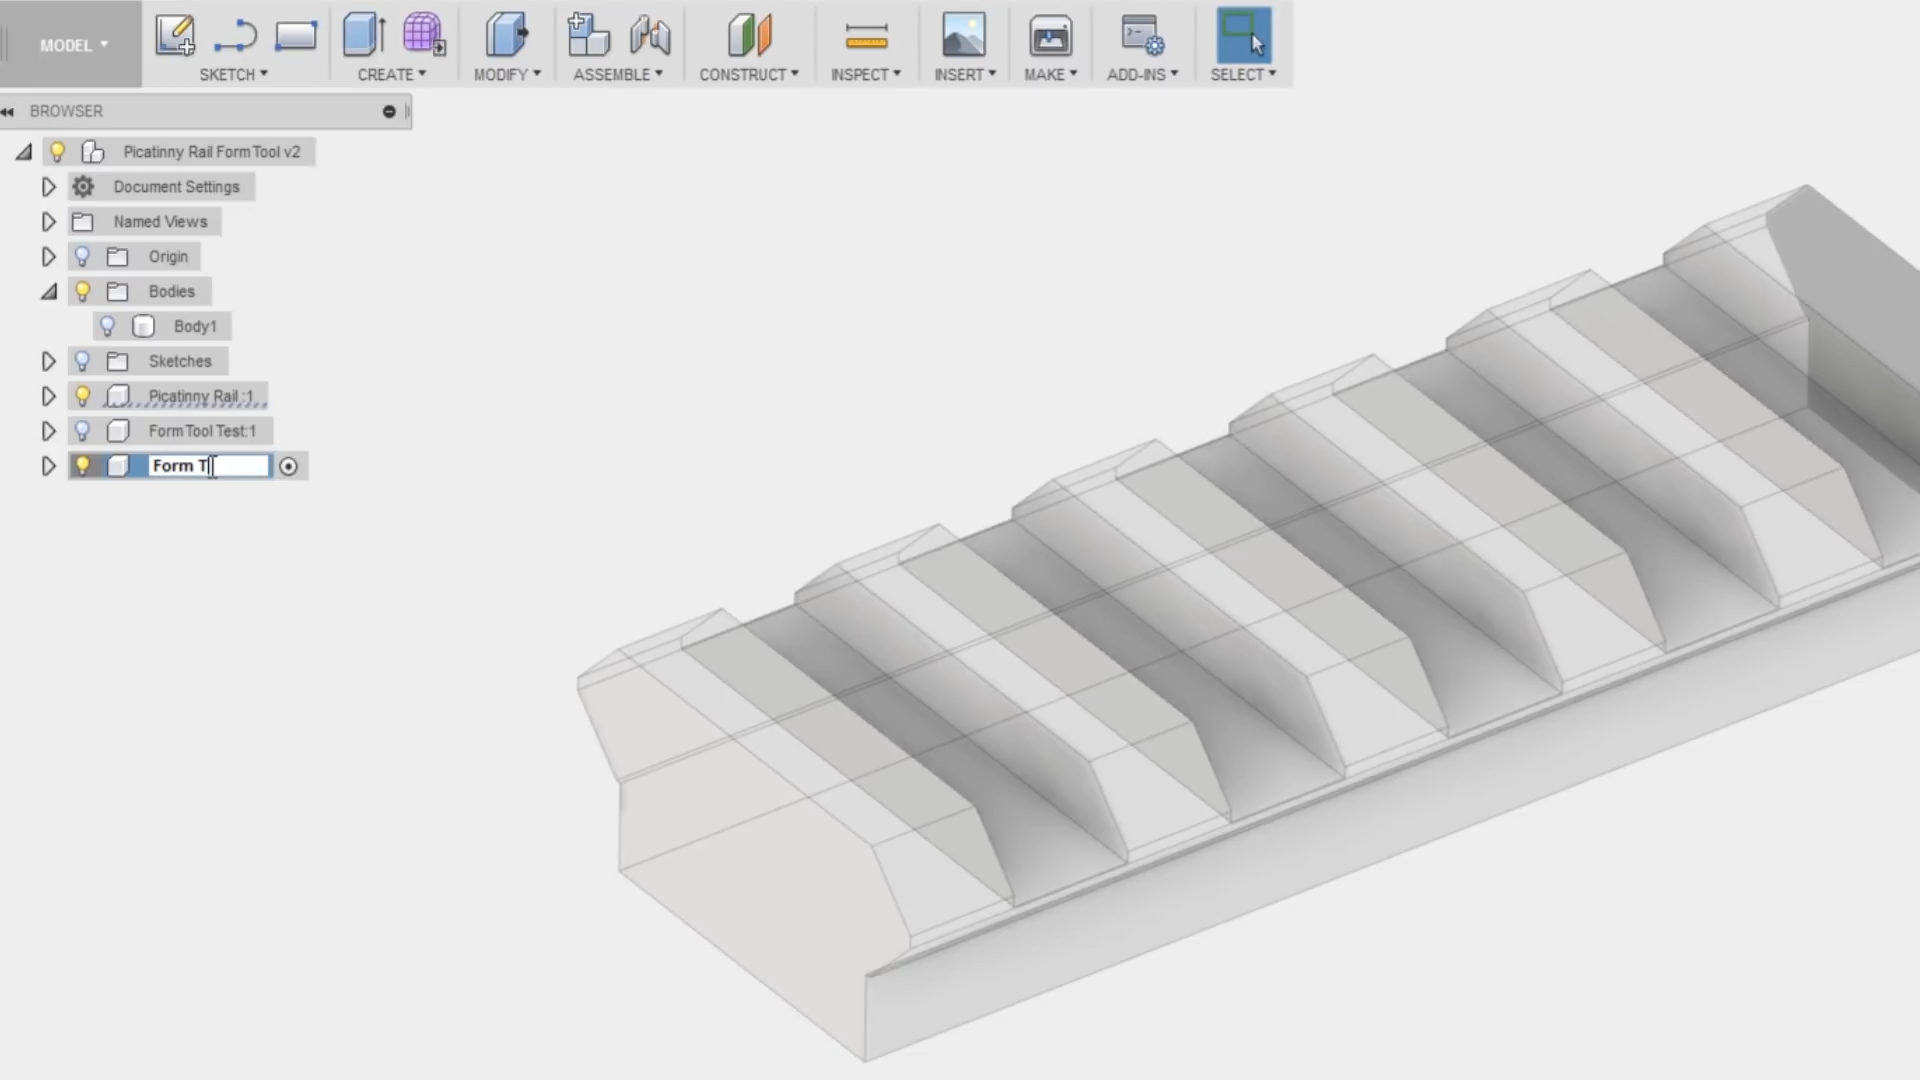 MODEL
SKETCH
CREATE
MODIFY
ASSEMBLE
CONSTRUCT
INSPECT
INSERT
MAKE
ADD-INS
SELECT
BROWSER
Picatinny Rail Form Tool v2
Document Settings
Named Views
Origin
Bodies
Body1
Sketches
Picatinny Rail :1
Form Tool Test:1
Form T